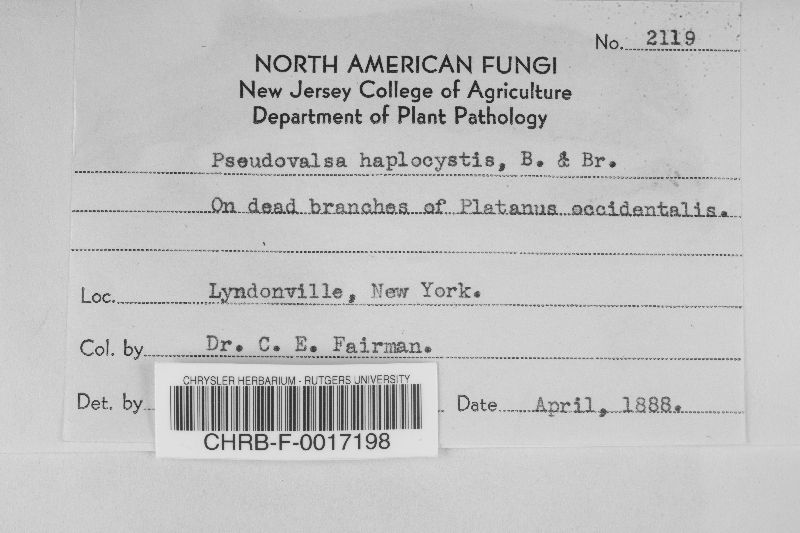 No. 2119
NORTH AMERICAN FUNGI
New Jersey College of Agriculture
Department of Plant Pathology
Pseudovalsa haplocystis, B. & Br.
On dead branches of Platanus occidentalis.
Loc. Lyndonville, New York.
Col. by Dr. C. E. Fairman.
Det. by
Date April, 1888.
CHRYSLER HERBARIUM - RUTGERS UNIVERSITY
CHRB-F-0017198